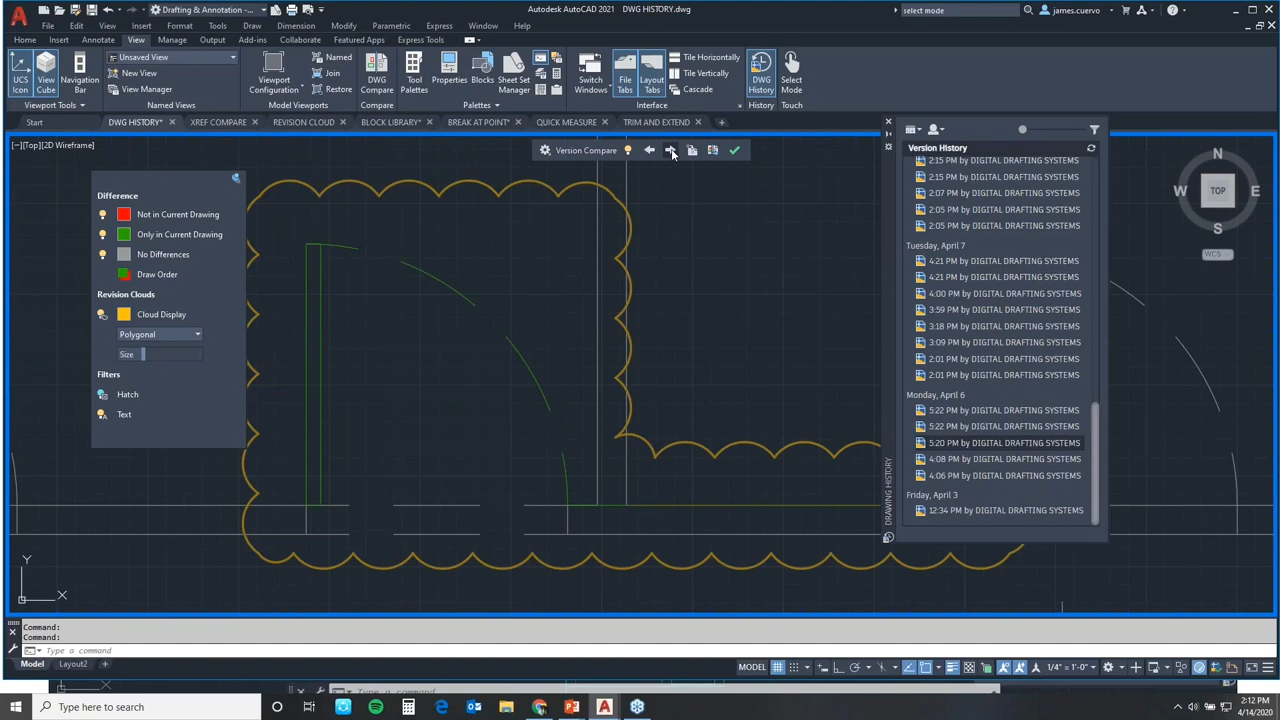 Drafting & Annotation
Autodesk AutoCAD 2021 DWG HISTORY.dwg
select mode
james.cuervo
File Edit View Insert Format Tools Draw Dimension Modify Parametric Express Window Help
Home Insert Annotate View Manage Output Add-ins Collaborate Featured Apps Express Tools
UCS Icon
View Cube
Navigation Bar
Viewport Tools
Unsaved View
New View
View Manager
Named Views
Viewport Configuration
Named
Join
Restore
Model Viewports
DWG Compare
Compare
Tool Palettes
Properties
Blocks
Sheet Set Manager
Palettes
Switch Windows
File Tabs
Layout Tabs
Tile Horizontally
Tile Vertically
Cascade
Interface
DWG History
History
Select Mode
Touch
Start DWG HISTORY* XREF COMPARE REVISION CLOUD BLOCK LIBRARY* BREAK AT POINT* QUICK MEASURE TRIM AND EXTEND
[−][Top][2D Wireframe]
Version Compare
Difference
Not in Current Drawing
Only in Current Drawing
No Differences
Draw Order
Revision Clouds
Cloud Display
Polygonal
Size
Filters
Hatch
Text
Version History
2:15 PM by DIGITAL DRAFTING SYSTEMS
2:15 PM by DIGITAL DRAFTING SYSTEMS
2:07 PM by DIGITAL DRAFTING SYSTEMS
2:05 PM by DIGITAL DRAFTING SYSTEMS
2:05 PM by DIGITAL DRAFTING SYSTEMS
Tuesday, April 7
4:21 PM by DIGITAL DRAFTING SYSTEMS
4:21 PM by DIGITAL DRAFTING SYSTEMS
4:00 PM by DIGITAL DRAFTING SYSTEMS
3:59 PM by DIGITAL DRAFTING SYSTEMS
3:18 PM by DIGITAL DRAFTING SYSTEMS
3:09 PM by DIGITAL DRAFTING SYSTEMS
2:01 PM by DIGITAL DRAFTING SYSTEMS
2:01 PM by DIGITAL DRAFTING SYSTEMS
Monday, April 6
5:22 PM by DIGITAL DRAFTING SYSTEMS
5:22 PM by DIGITAL DRAFTING SYSTEMS
5:20 PM by DIGITAL DRAFTING SYSTEMS
4:08 PM by DIGITAL DRAFTING SYSTEMS
4:06 PM by DIGITAL DRAFTING SYSTEMS
Friday, April 3
12:34 PM by DIGITAL DRAFTING SYSTEMS
DRAWING HISTORY
N
W TOP E
S
WCS
Y
X
Command:
Command:
Type a command
Model Layout2
MODEL
1/4" = 1'-0"
Type a command
Type here to search
2:12 PM
4/14/2020